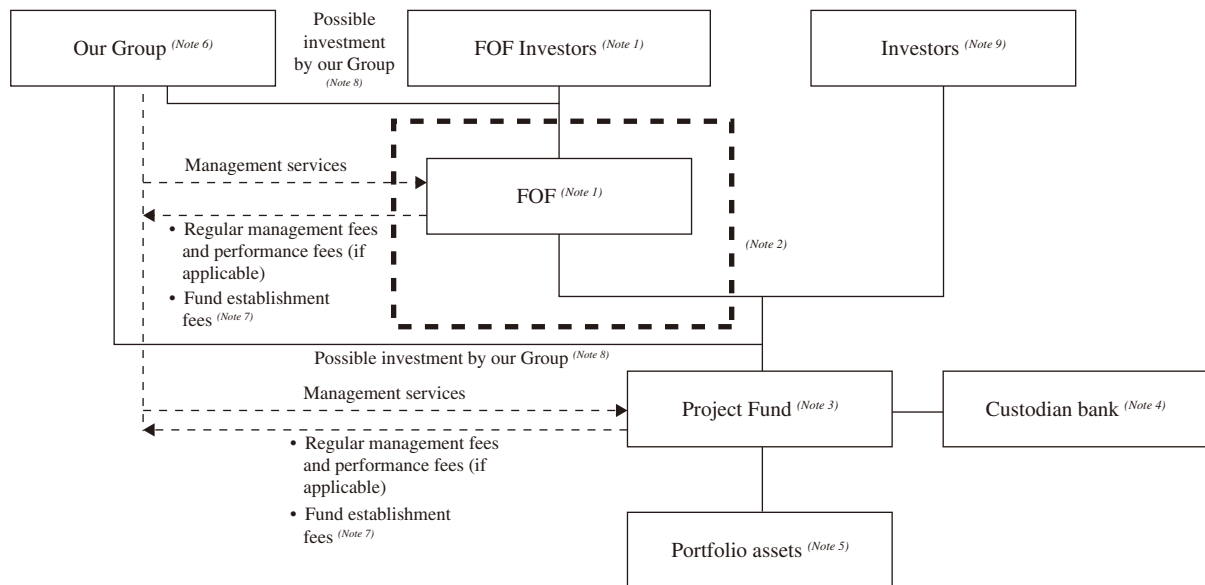 Our Group (Note 6)
Possible
investment
by our Group
(Note 8)
FOF Investors (Note 1)
Investors (Note 9)
Management services
FOF (Note 1)
• Regular management fees
and performance fees (if
applicable)
• Fund establishment
fees (Note 7)
(Note 2)
Possible investment by our Group (Note 8)
Management services
Project Fund (Note 3)
Custodian bank (Note 4)
• Regular management fees
and performance fees (if
applicable)
• Fund establishment
fees (Note 7)
Portfolio assets (Note 5)